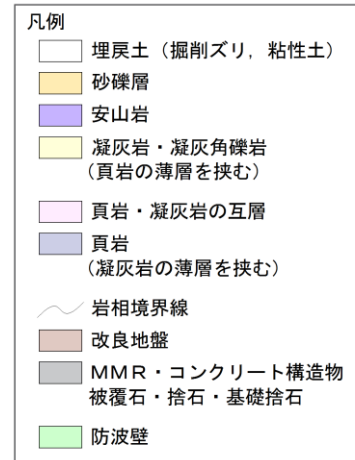 凡例
埋戻土（掘削ズリ，粘性土）
砂礫層
安山岩
凝灰岩・凝灰角礫岩
(頁岩の薄層を挟む)
頁岩・凝灰岩の互層
頁岩
(凝灰岩の薄層を挟む)
岩相境界線
改良地盤
ＭＭＲ・コンクリート構造物
被覆石・捨石・基礎捨石
防波壁